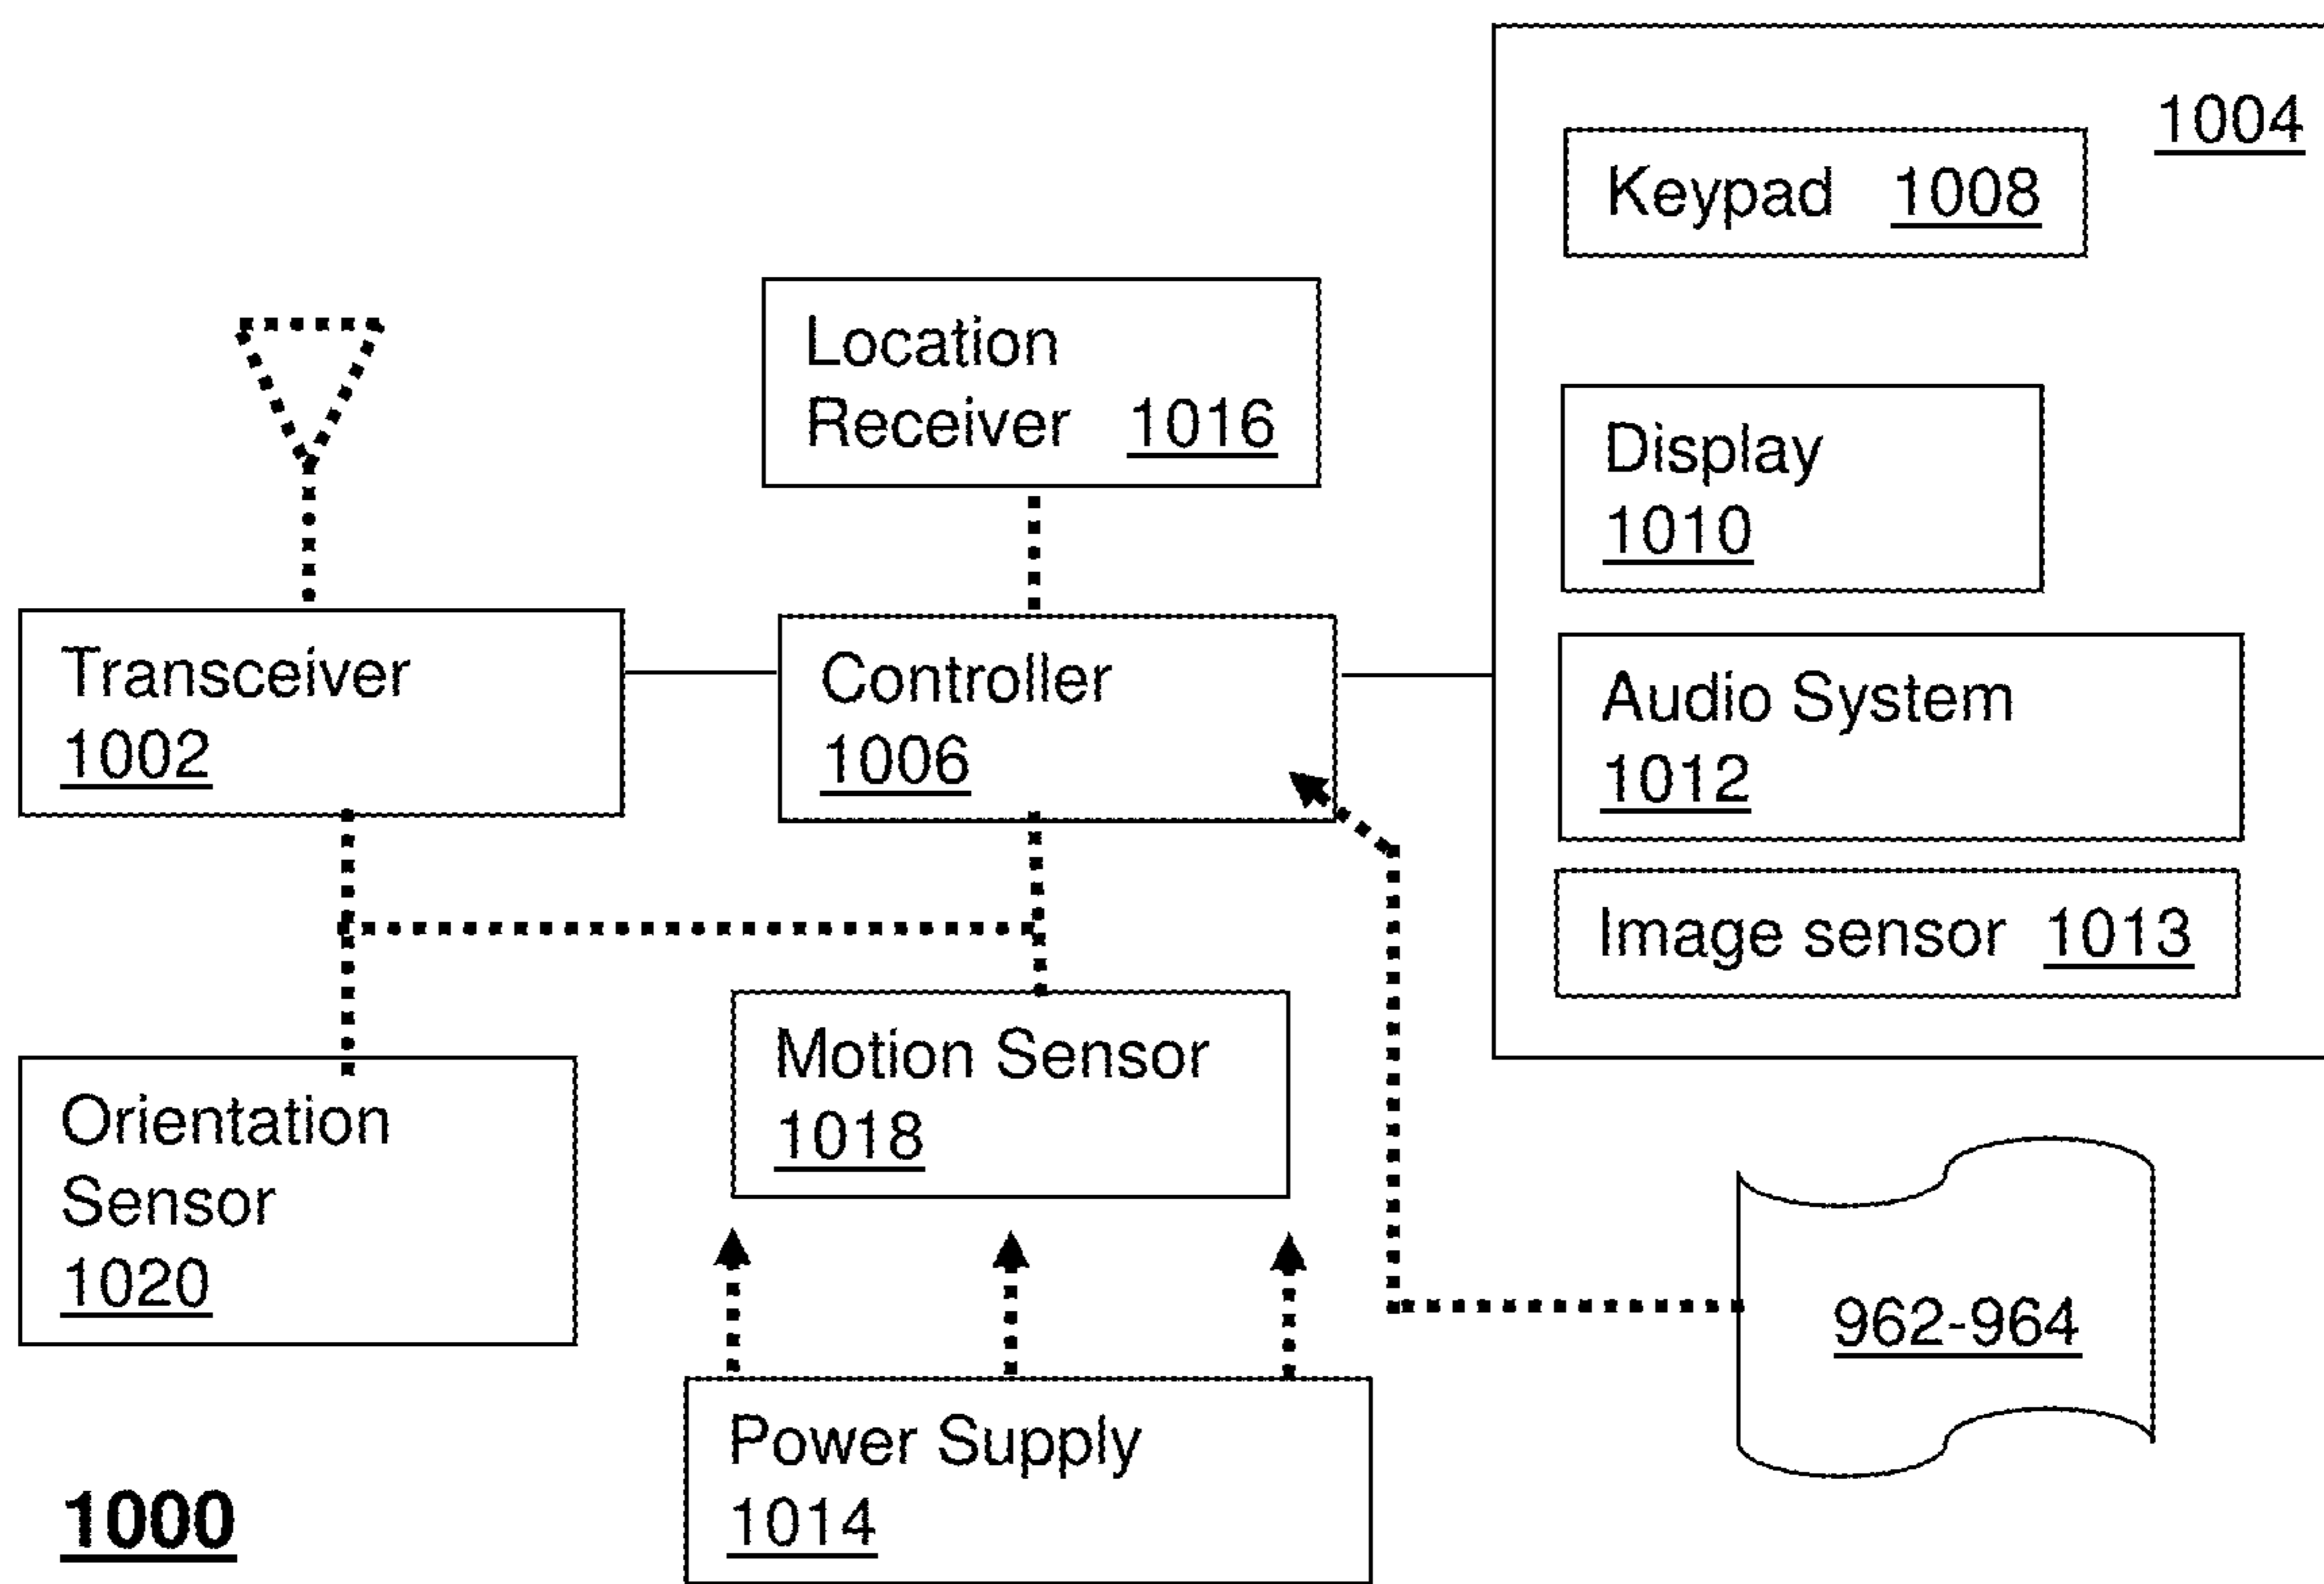 1004
Keypad 1008
Location
Receiver 1016
Display
1010
Transceiver
1002
Controller
1006
Audio System
1012
Image sensor 1013
Motion Sensor
1018
Orientation
Sensor
1020
962-964
Power Supply
1014
1000